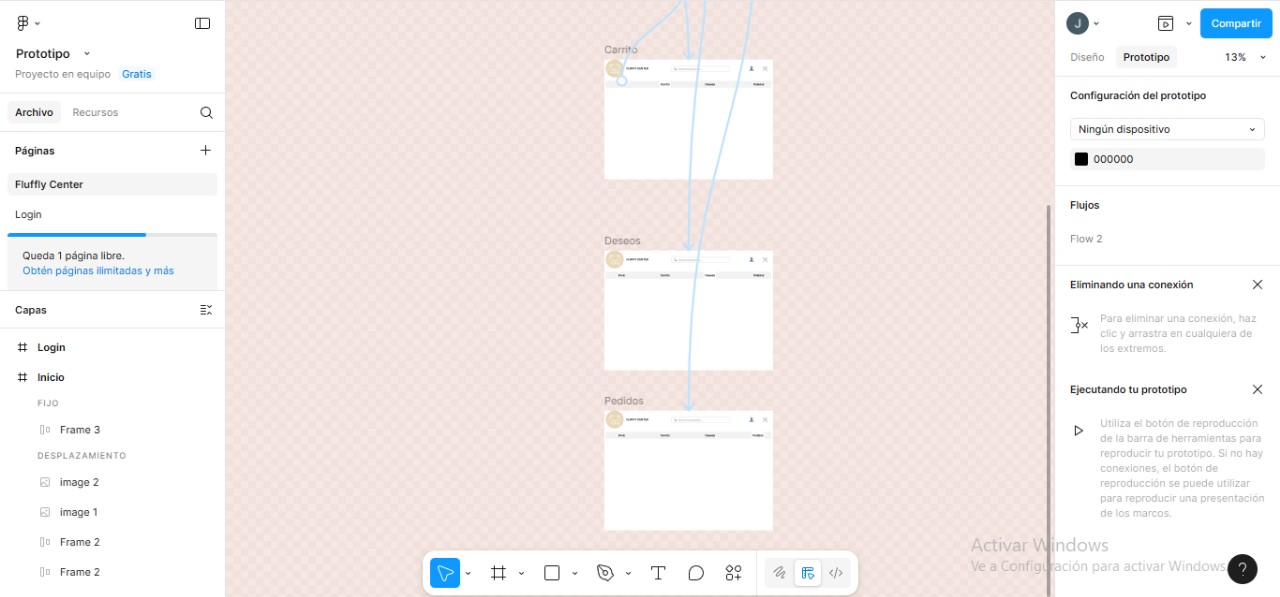 Prototipo
Proyecto en equipo Gratis
Archivo Recursos
Páginas
Fluffly Center
Login
Queda 1 página libre.
Obtén páginas ilimitadas y más
Capas
Login
Inicio
FIJO
Frame 3
DESPLAZAMIENTO
image 2
image 1
Frame 2
Frame 2
Carrito
Deseos
Pedidos
J
Compartir
Diseño Prototipo 13%
Configuración del prototipo
Ningún dispositivo
000000
Flujos
Flow 2
Eliminando una conexión
Para eliminar una conexión, haz
clic y arrastra en cualquiera de
los extremos.
Ejecutando tu prototipo
Utiliza el botón de reproducción
de la barra de herramientas para
reproducir tu prototipo. Si no hay
conexiones, el botón de
reproducción se puede utilizar
para reproducir una presentación
de los marcos.
Activar Windows
Ve a Configuración para activar Windows.
?